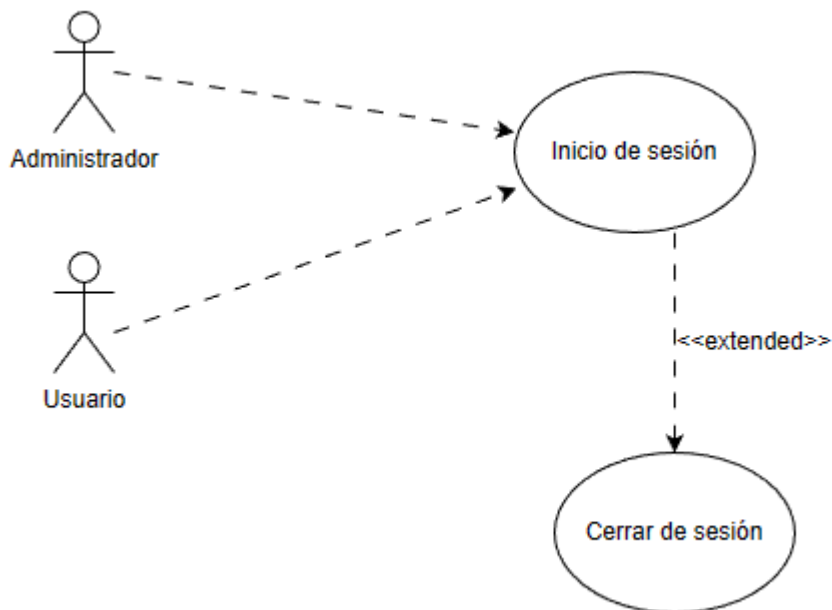 Administrador
Inicio de sesión
Usuario
<<extended>>
Cerrar de sesión